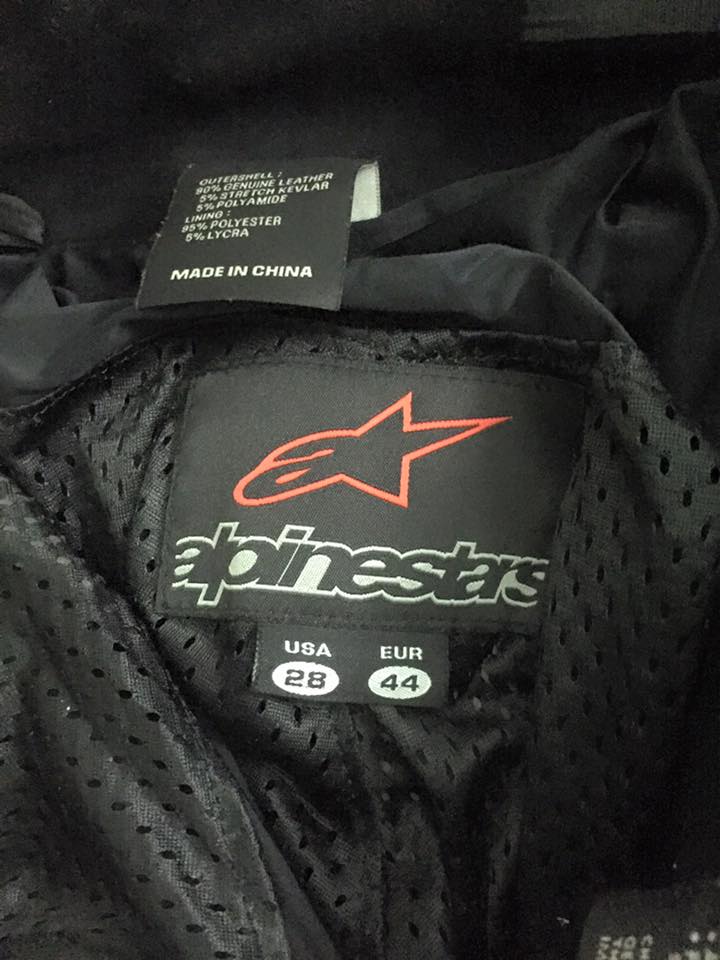 OUTERSHELL :
90% GENUINE LEATHER
5% STRETCH KEVLAR
5% POLYAMIDE
LINING :
95% POLYESTER
5% LYCRA
MADE IN CHINA
alpinestars
USA EUR
28 44